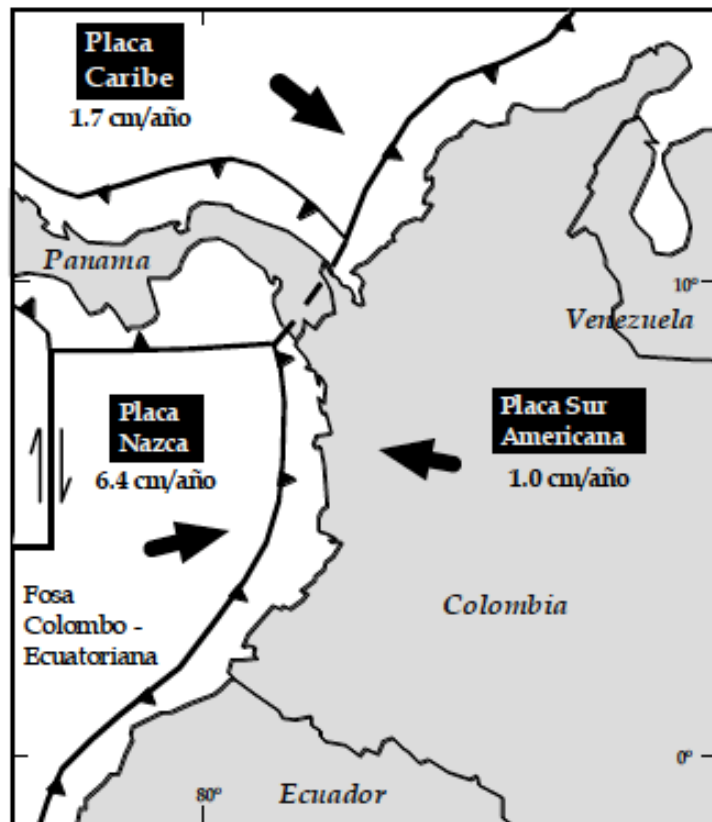 Placa
Caribe
1.7 cm/año
Panama
10°
Venezuela
Placa
Nazca
6.4 cm/año
Placa Sur
Americana
1.0 cm/año
Fosa
Colombo -
Ecuatoriana
Colombia
0°
80°
Ecuador